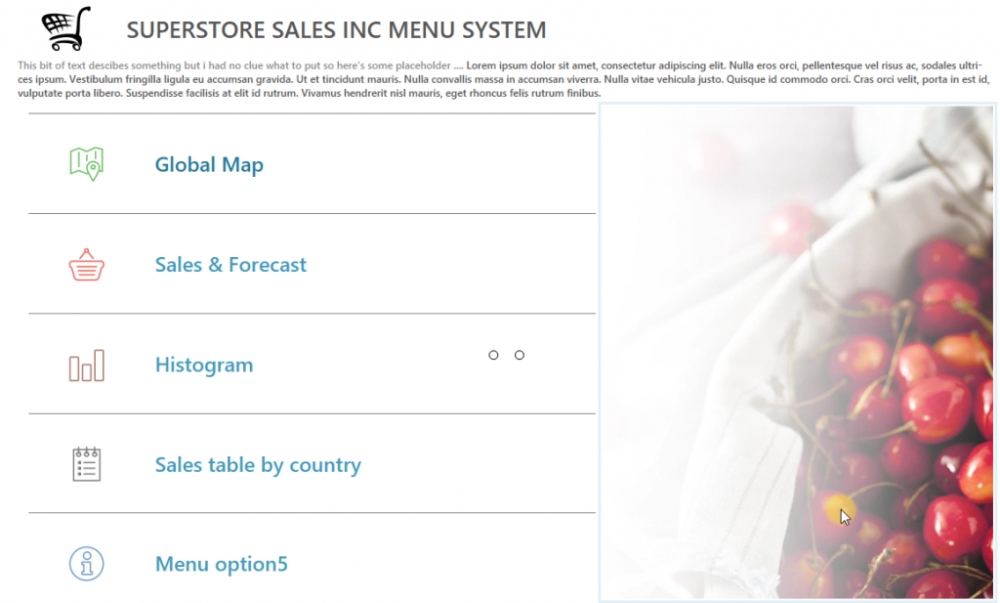 SUPERSTORE SALES INC MENU SYSTEM
This bit of text descibes something but i had no clue what to put so here's some placeholder .... Lorem ipsum dolor sit amet, consectetur adipiscing elit. Nulla eros orci, pellentesque vel risus ac, sodales ultri-
ces ipsum. Vestibulum fringilla ligula eu accumsan gravida. Ut et tincidunt mauris. Nulla convallis massa in accumsan viverra. Nulla vitae vehicula justo. Quisque id commodo orci. Cras orci velit, porta in est id,
vulputate porta libero. Suspendisse facilisis at elit id rutrum. Vivamus hendrerit nisl mauris, eget rhoncus felis rutrum finibus.
Global Map
Sales & Forecast
Histogram
Sales table by country
Menu option5